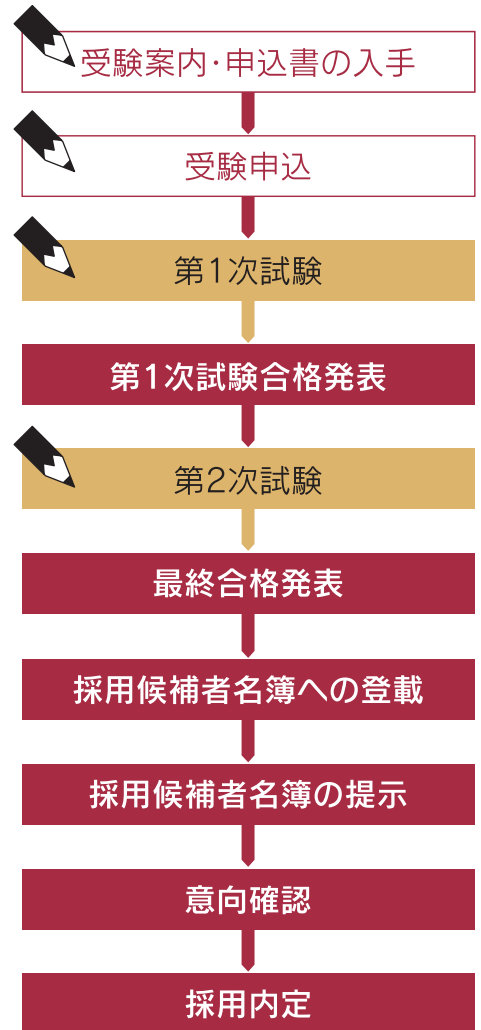 受験案内・申込書の入手
受験申込
第1次試験
第1次試験合格発表
第2次試験
最終合格発表
採用候補者名簿への登載
採用候補者名簿の提示
意向確認
採用内定